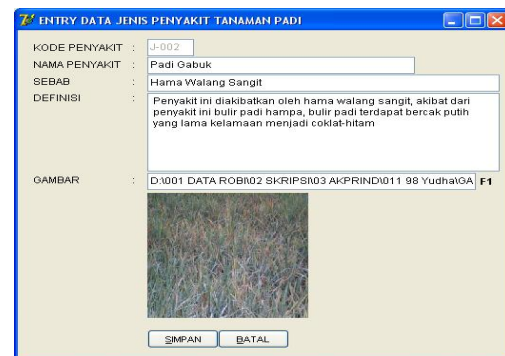 ENTRY DATA JENIS PENYAKIT TANAMAN PADI
KODE PENYAKIT : J-002
NAMA PENYAKIT : Padi Gabuk
SEBAB : Hama Walang Sangit
DEFINISI : Penyakit ini diakibatkan oleh hama walang sangit, akibat dari
penyakit ini bulir padi hampa, bulir padi terdapat bercak putih
yang lama kelamaan menjadi coklat-hitam
GAMBAR : D:\001 DATA ROBI\02 SKRIPSI\03 AKPRIND\011 98 Yudha\GA F1
SIMPAN BATAL